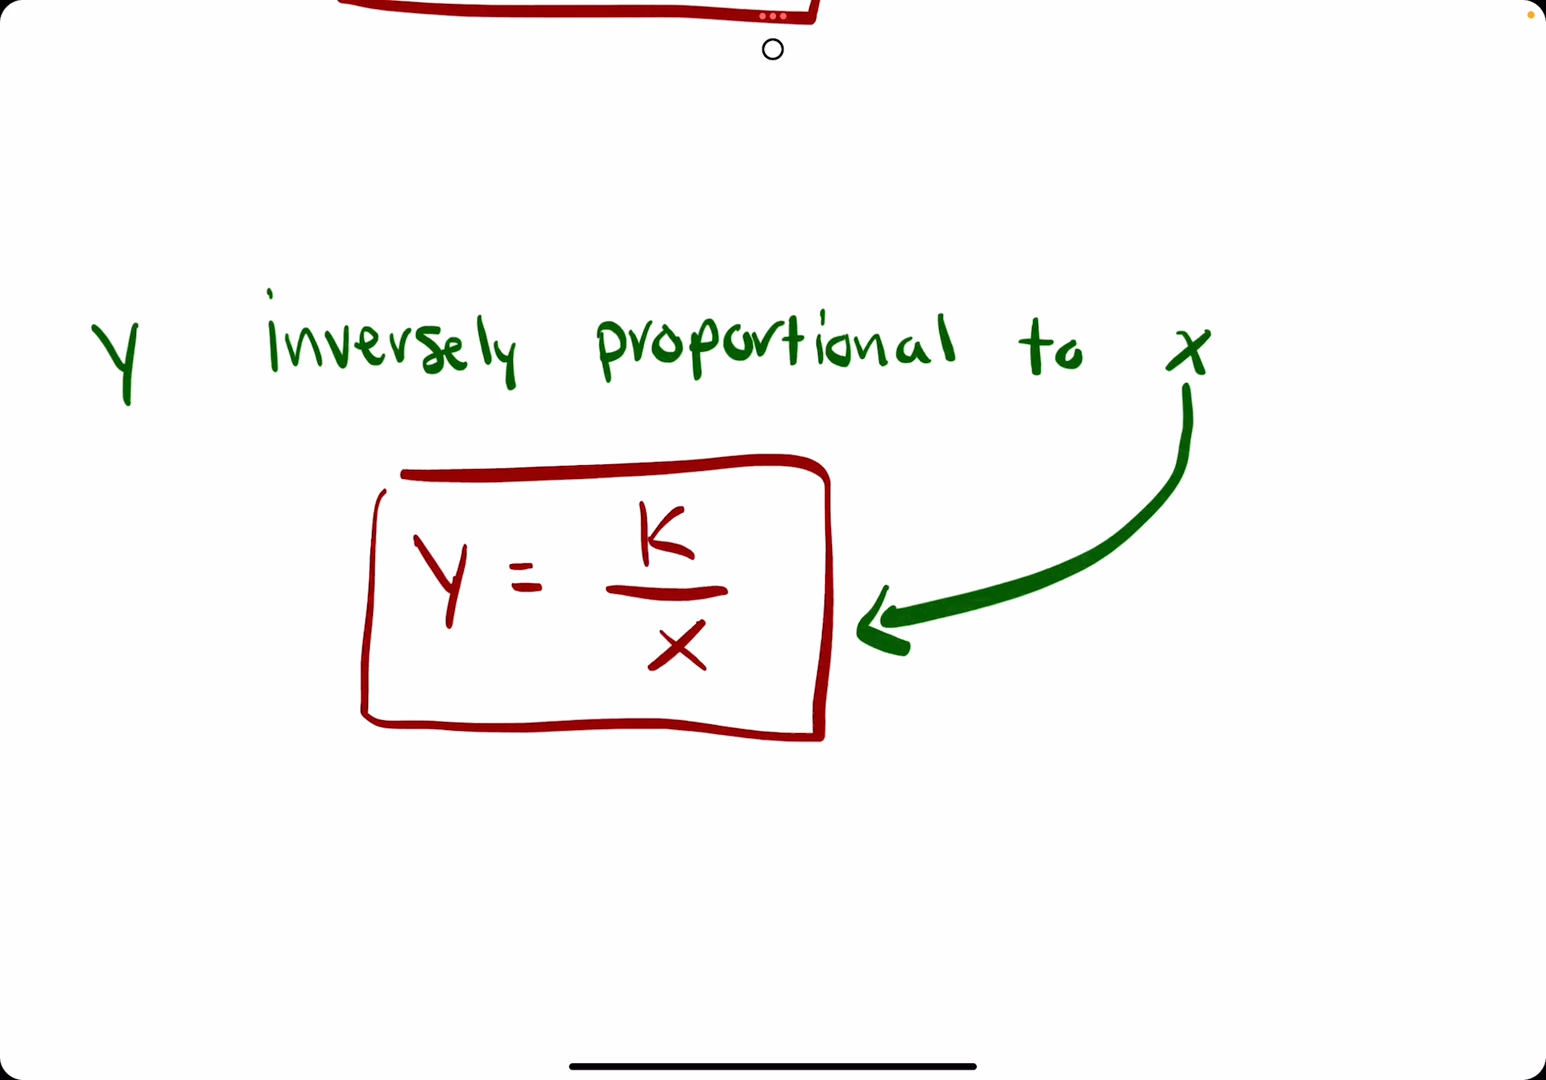 y inversely proportional to x
y = K/x